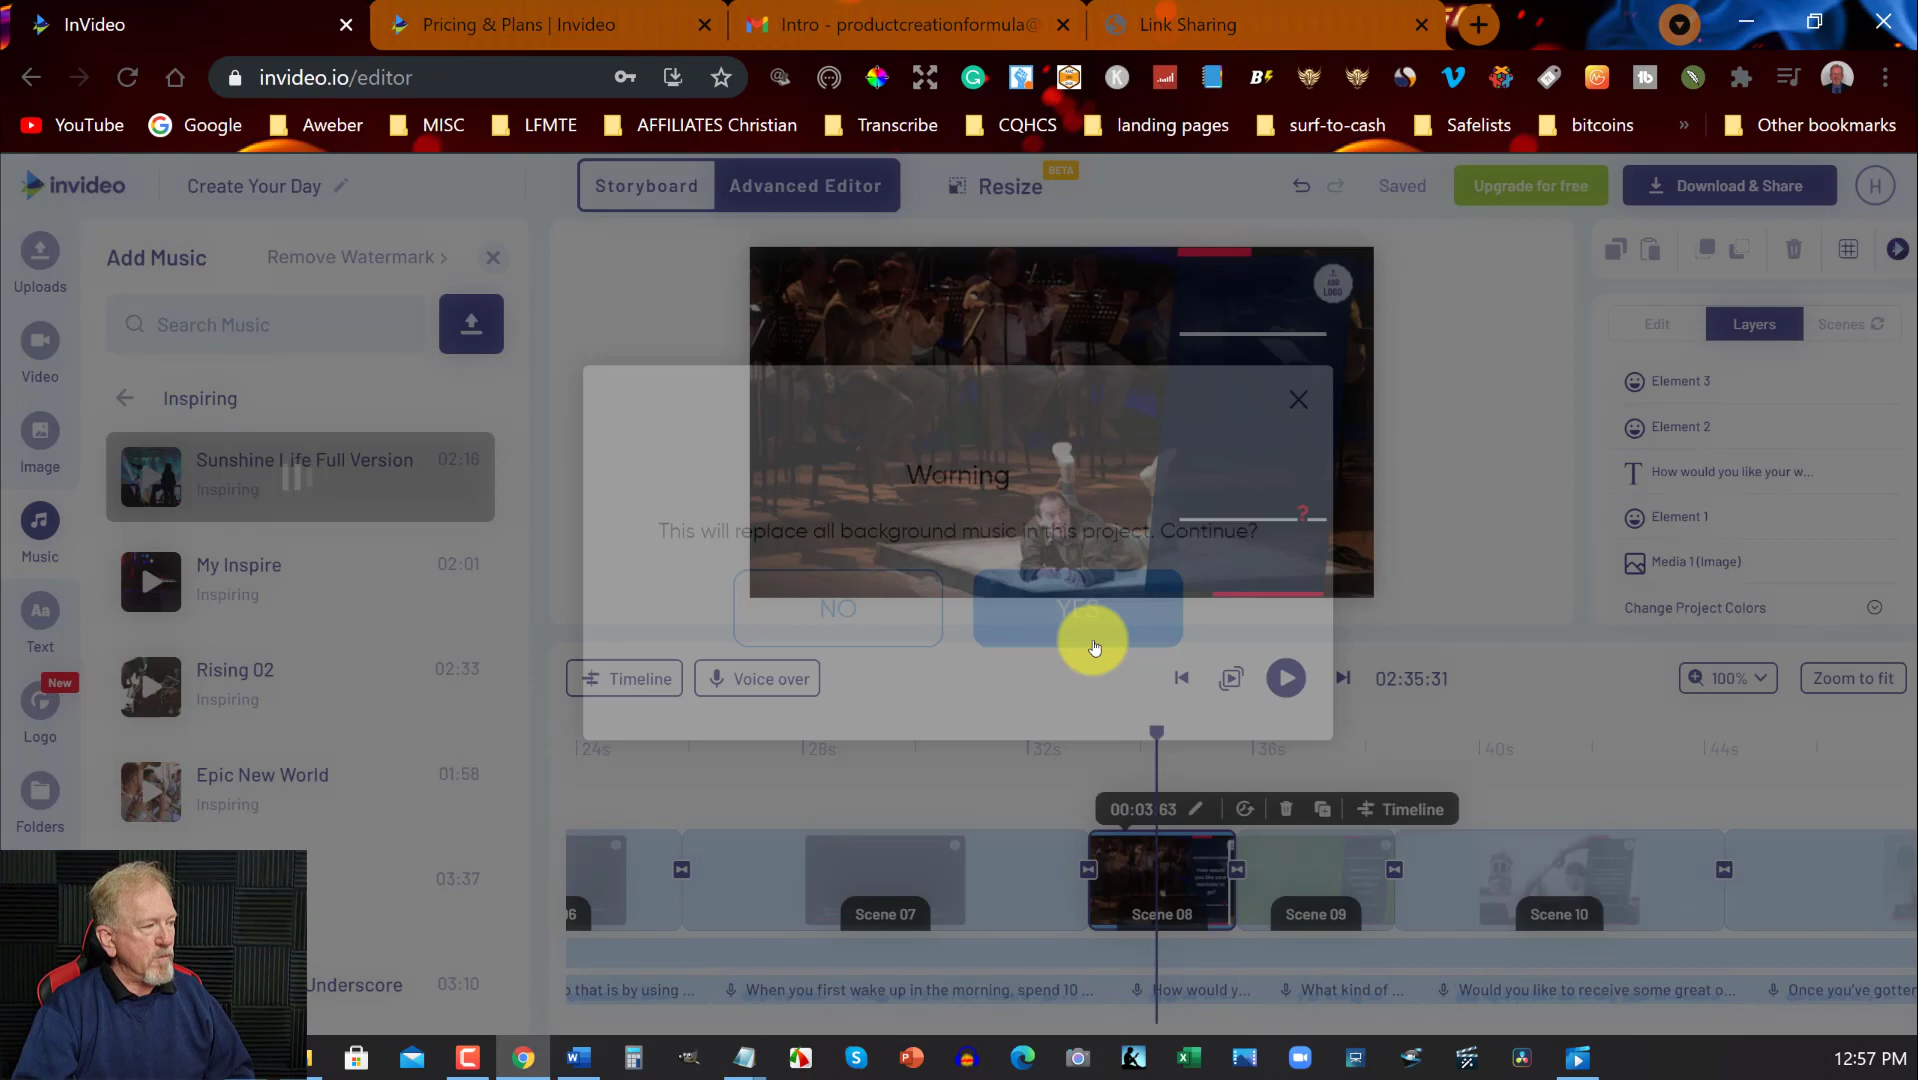 InVideo
Pricing & Plans | Invideo
Intro - productcreationformula@
Link Sharing
invideo.io/editor
YouTube
Google
Aweber
MISC
LFMTE
AFFILIATES Christian
Transcribe
CQHCS
landing pages
surf-to-cash
Safelists
bitcoins
»
Other bookmarks
invideo
Create Your Day
Storyboard
Advanced Editor
Resize
BETA
Saved
Upgrade for free
Download & Share
H
Uploads
Video
Image
Music
Text
New
Logo
Folders
Add Music
Remove Watermark >
Search Music
Inspiring
Sunshine Life Full Version
02:16
Inspiring
My Inspire
02:01
Inspiring
Rising 02
02:33
Inspiring
Epic New World
01:58
Inspiring
03:37
Underscore
03:10
ADD
LOGO
?
Warning
This will replace all background music in this project. Continue?
NO
YES
Edit
Layers
Scenes
Element 3
Element 2
How would you like your w...
Element 1
Media 1 (Image)
Change Project Colors
Timeline
Voice over
02:35:31
100%
Zoom to fit
24s
28s
32s
36s
40s
44s
00:03:63
Timeline
Scene 07
Scene 08
Scene 09
Scene 10
that is by using ...
When you first wake up in the morning, spend 10 ...
How would y...
What kind of ...
Would you like to receive some great o...
Once you've gotten
12:57 PM